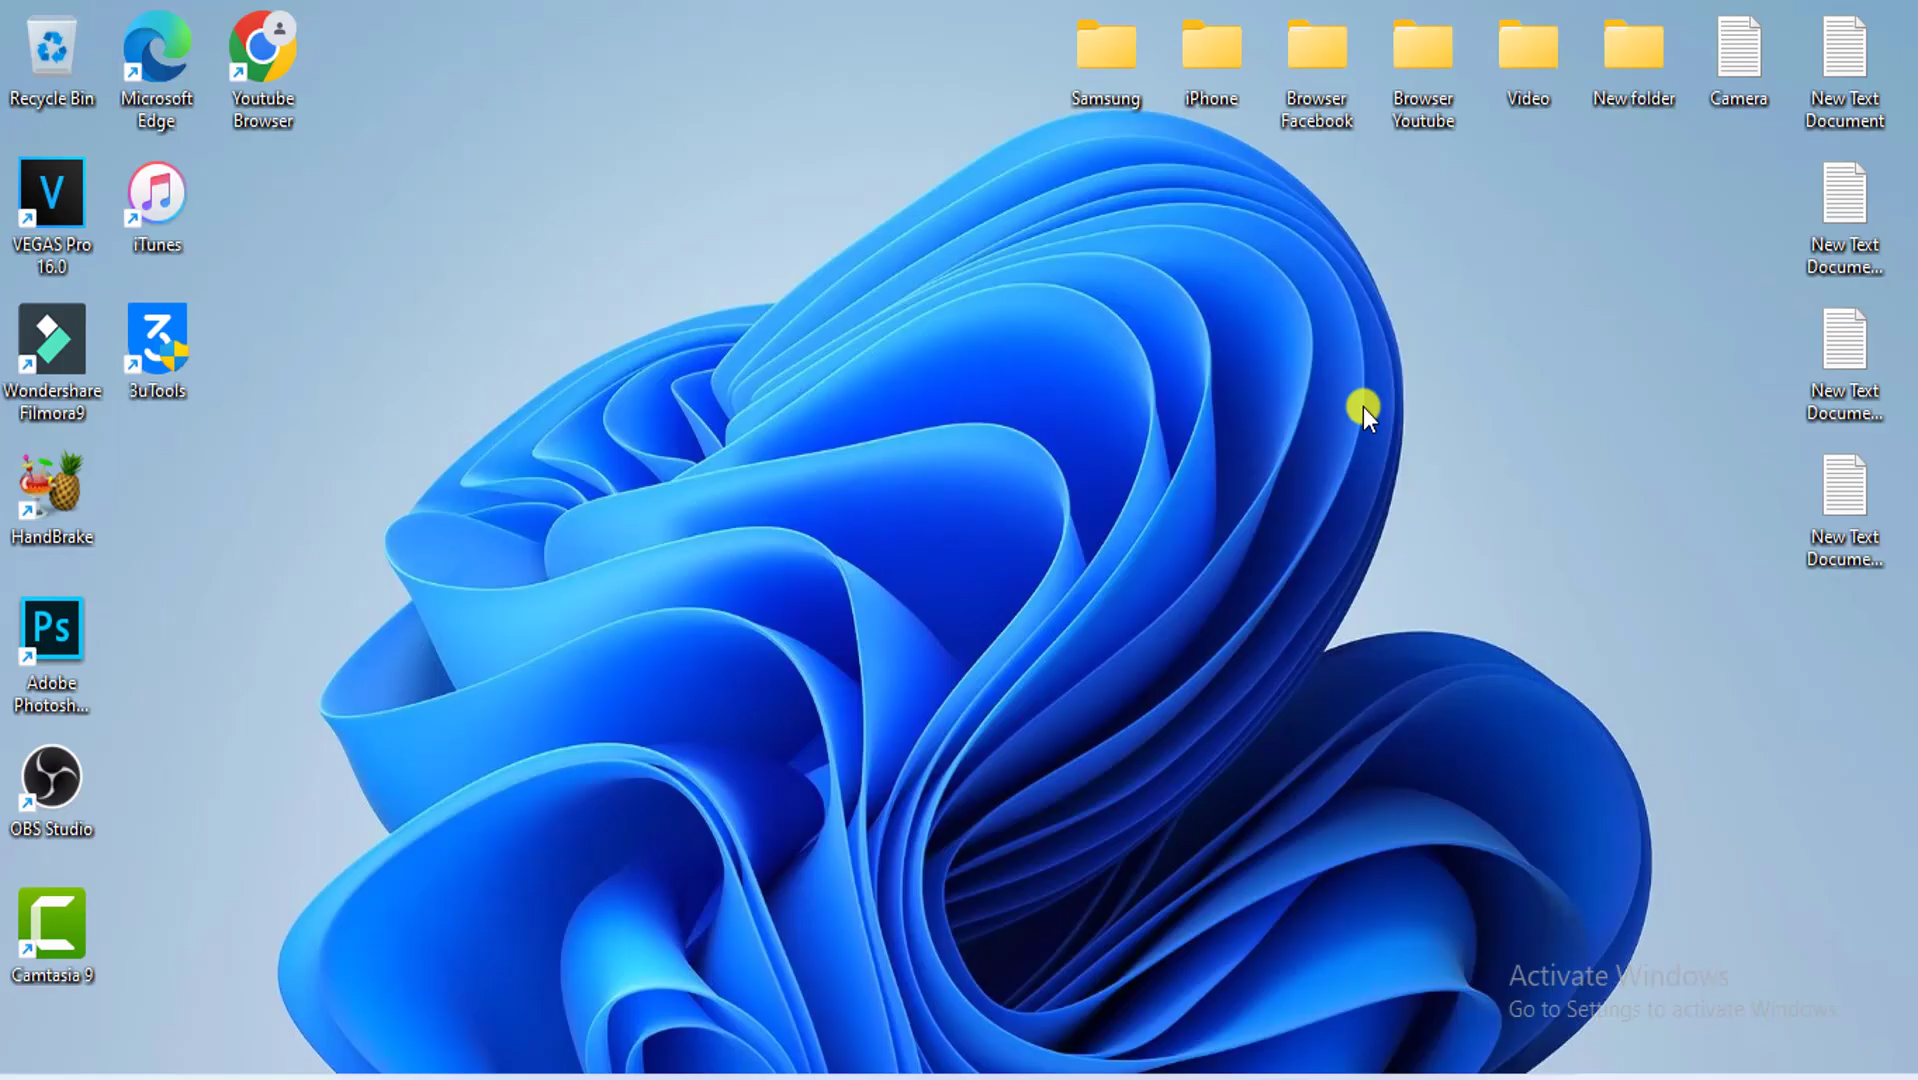 Recycle Bin
Microsoft
Edge
Youtube
Browser
Samsung
iPhone
Browser
Facebook
Browser
Youtube
Video
New folder
Camera
New Text
Document
V
VEGAS Pro
16.0
iTunes
New Text
Docume...
Wondershare
Filmora9
3uTools
New Text
Docume...
HandBrake
New Text
Docume...
Ps
Adobe
Photosh...
OBS Studio
Camtasia 9
Activate Windows
Go to Settings to activate Windows.